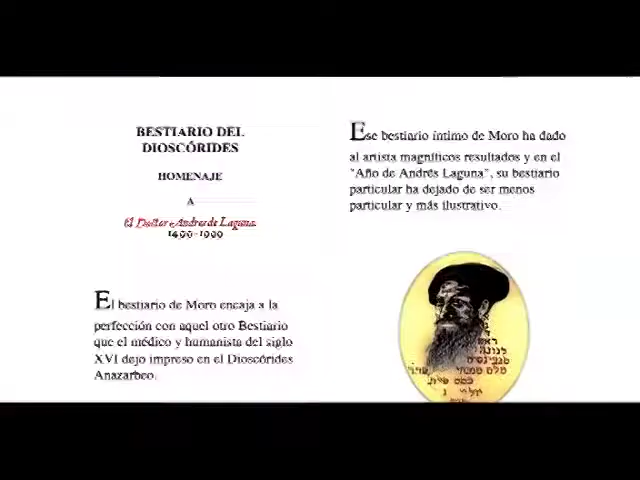 BESTIARIO DEL
DIOSCÓRIDES
HOMENAJE
A
El Doctor Andres de Laguna.
1499-1999
El bestiario de Moro encaja a la
perfección con aquel otro Bestiario
que el médico y humanista del siglo
XVI dejo impreso en el Dioscórides
Anazarbeo.
Ese bestiario íntimo de Moro ha dado
al artista magníficos resultados y en el
"Año de Andrés Laguna", su bestiario
particular ha dejado de ser menos
particular y más ilustrativo.